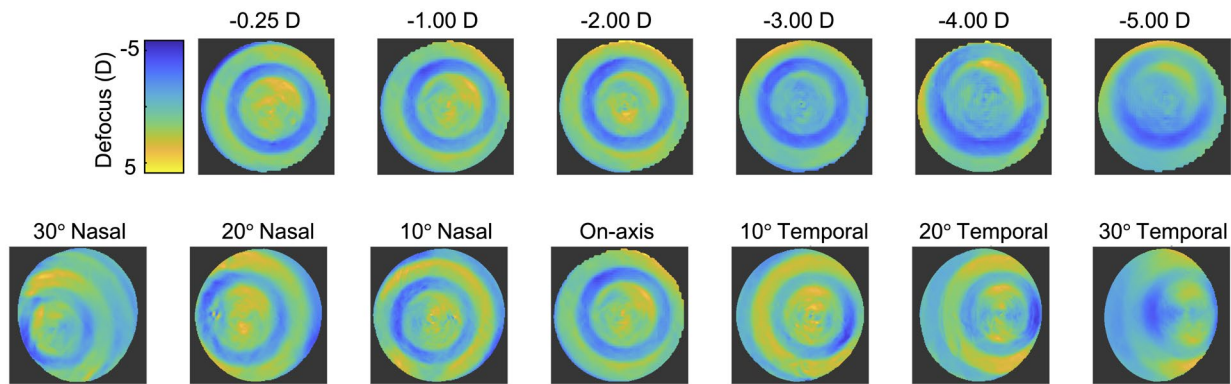 -0.25 D -1.00 D -2.00 D -3.00 D -4.00 D -5.00 D
-5
Defocus (D)
5
30° Nasal 20° Nasal 10° Nasal On-axis 10° Temporal 20° Temporal 30° Temporal